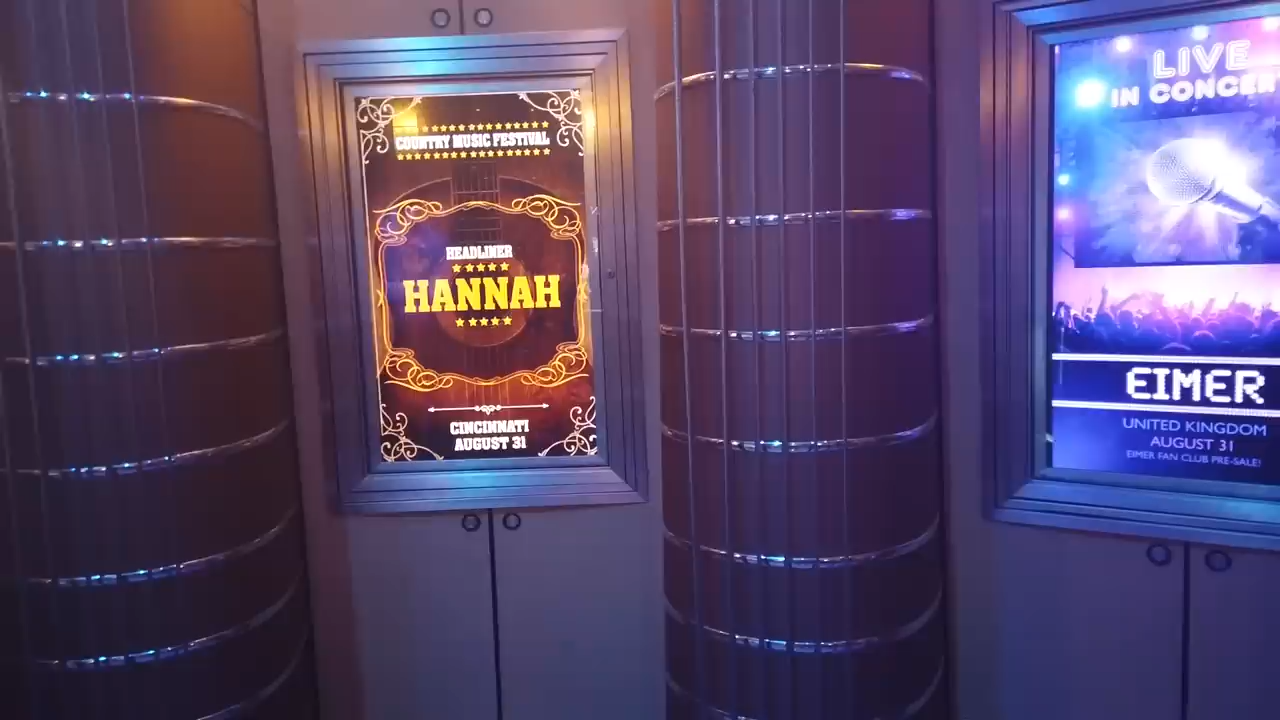 COUNTRY MUSIC FESTIVAL
HEADLINER
HANNAH
CINCINNATI
AUGUST 31
LIVE
IN CONCERT
EIMER
UNITED KINGDOM
AUGUST 31
EIMER FAN CLUB PRE-SALE!